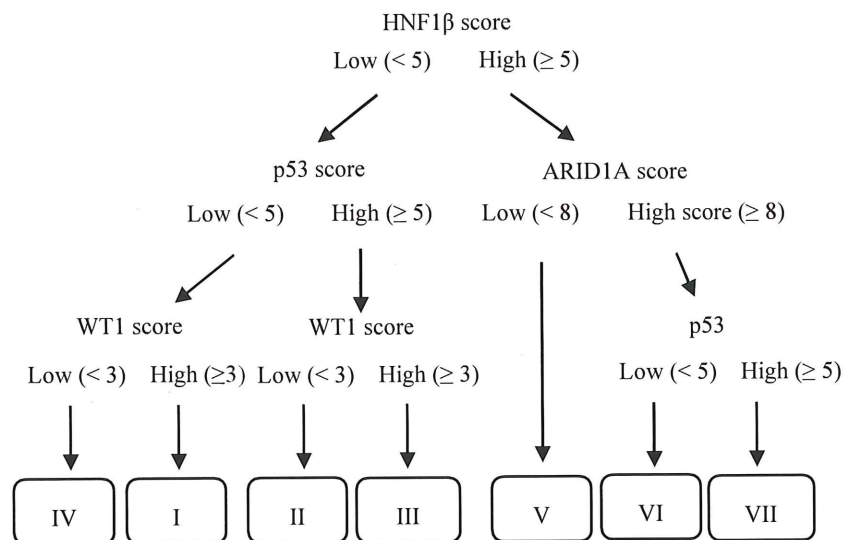 HNF1β score
Low (< 5) High (≥ 5)
p53 score ARID1A score
Low (< 5) High (≥ 5) Low (< 8) High score (≥ 8)
WT1 score WT1 score p53
Low (< 3) High (≥3) Low (< 3) High (≥ 3) Low (< 5) High (≥ 5)
IV I II III V VI VII